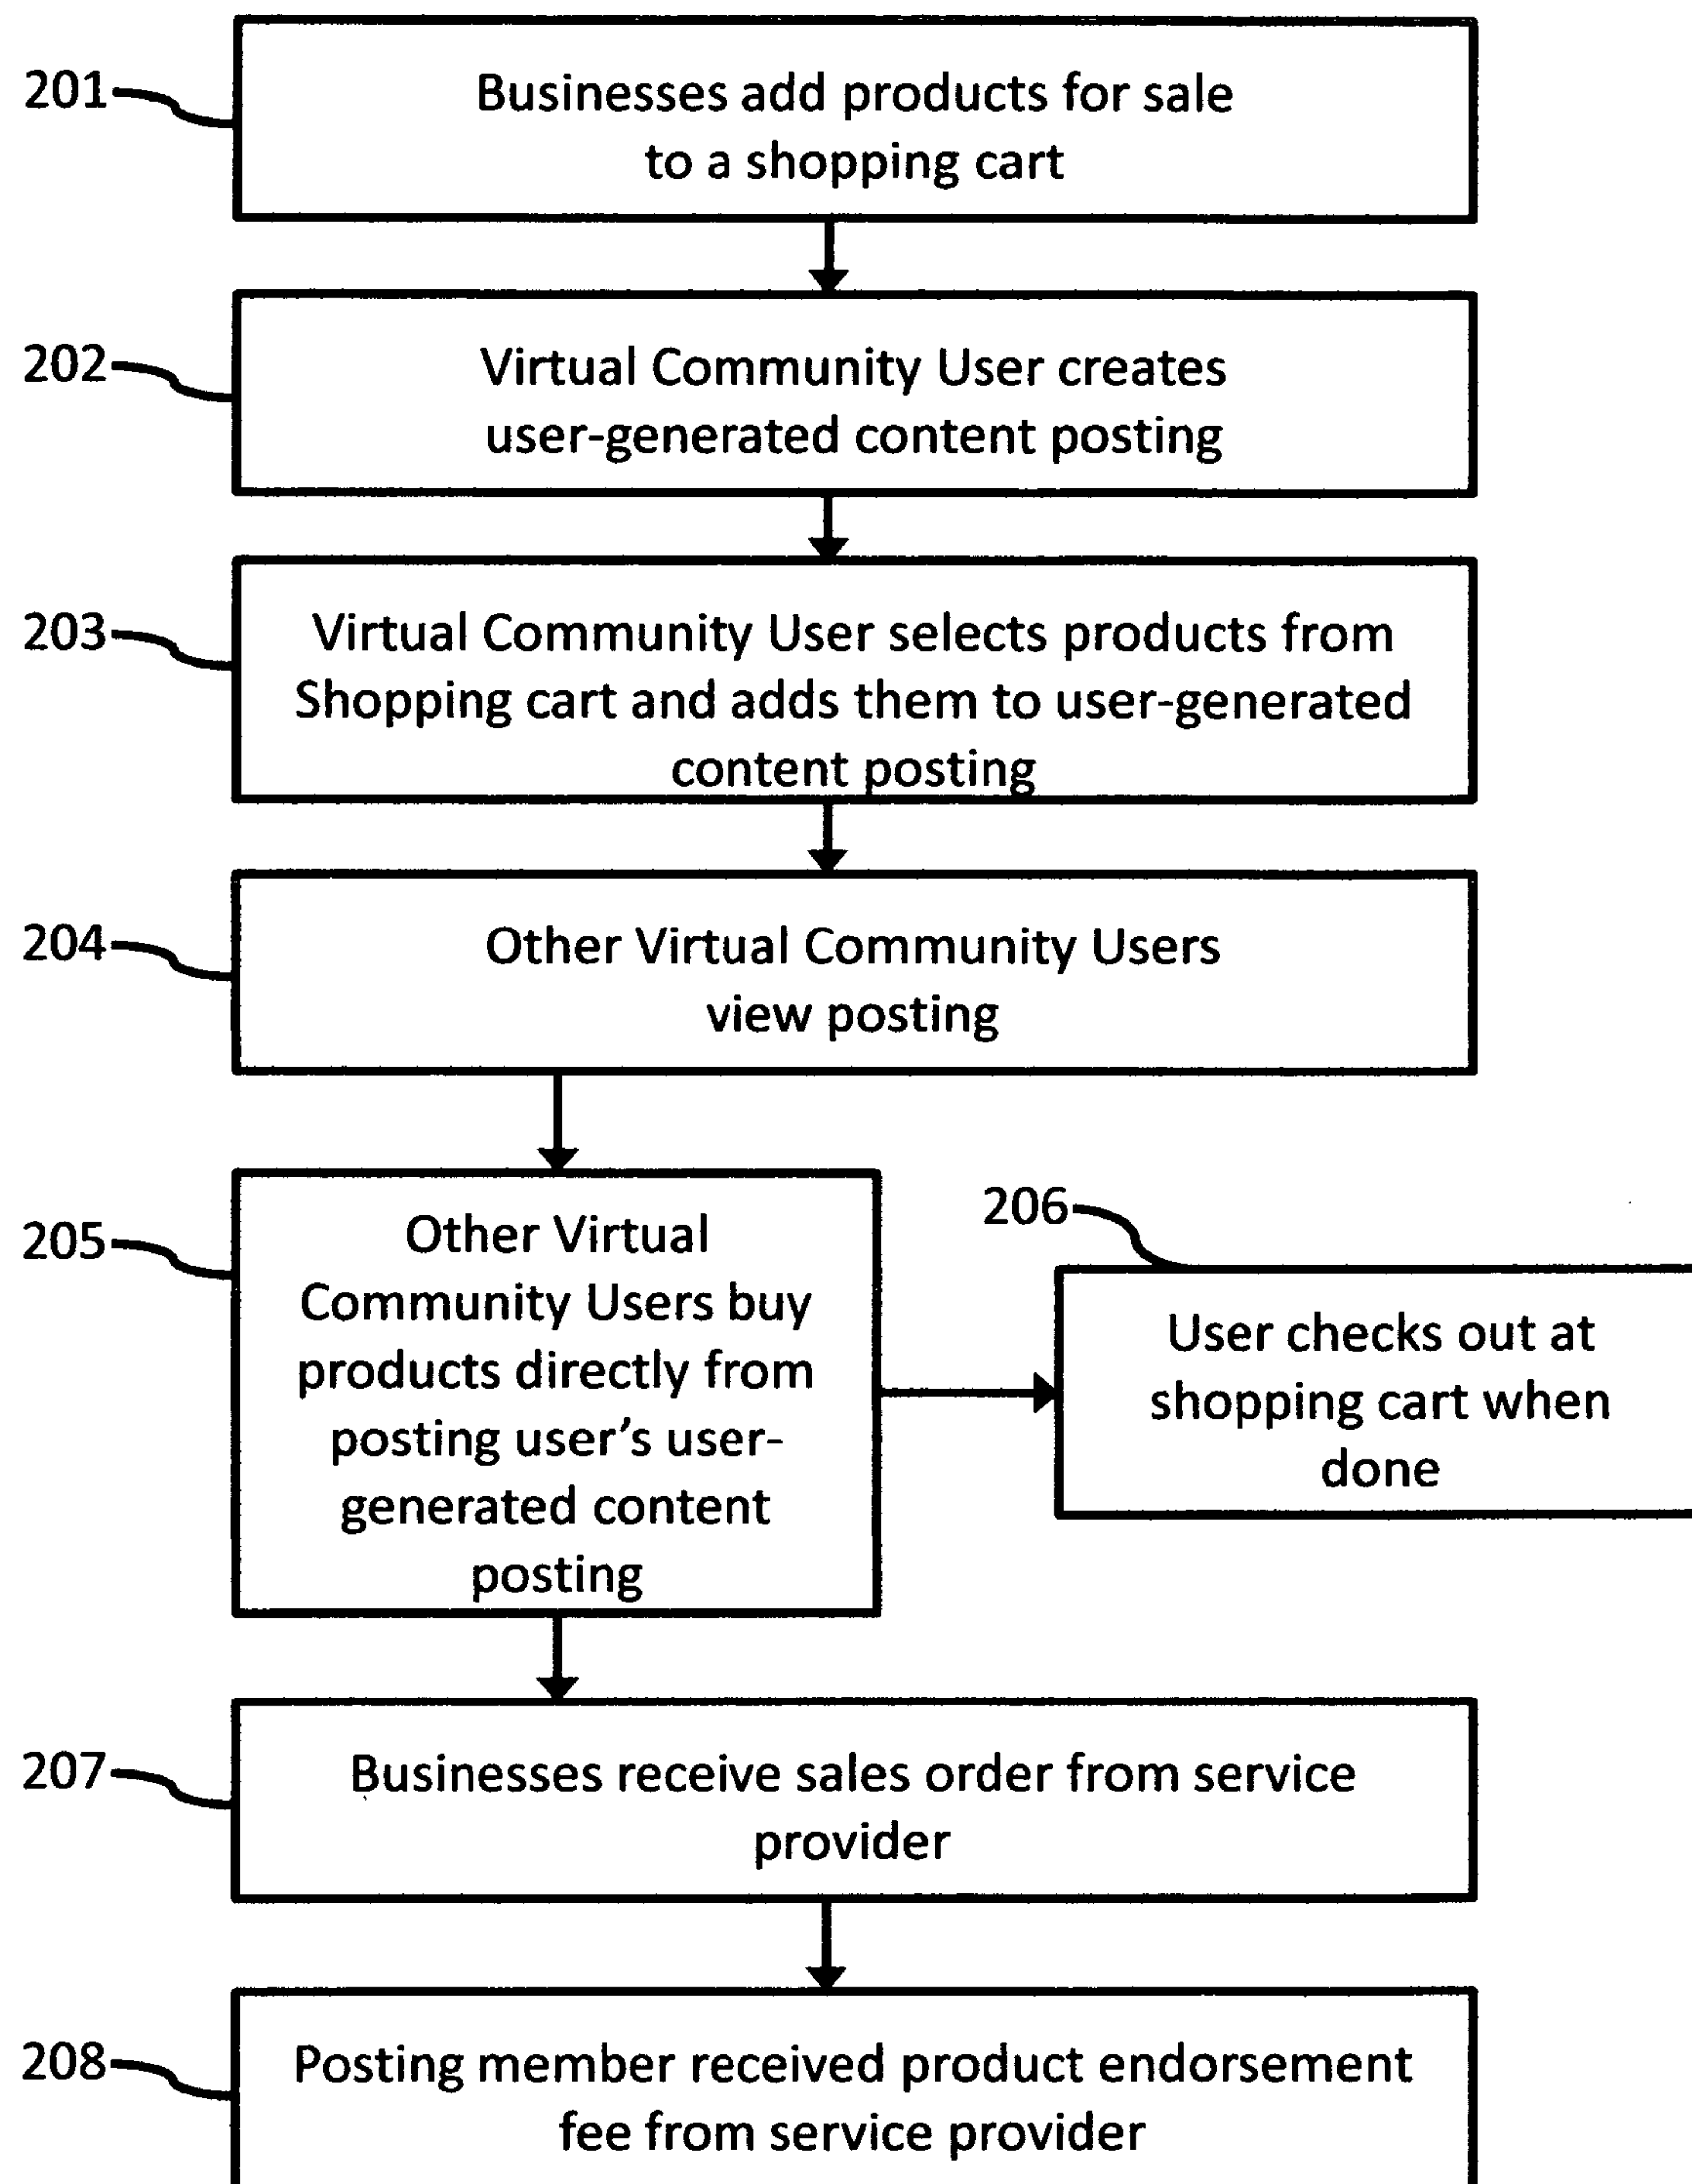 201
Businesses add products for sale
to a shopping cart
202
Virtual Community User creates
user-generated content posting
203
Virtual Community User selects products from
Shopping cart and adds them to user-generated
content posting
204
Other Virtual Community Users
view posting
205
Other Virtual
Community Users buy
products directly from
posting user’s user-
generated content
posting
206
User checks out at
shopping cart when
done
207
Businesses receive sales order from service
provider
208
Posting member received product endorsement
fee from service provider